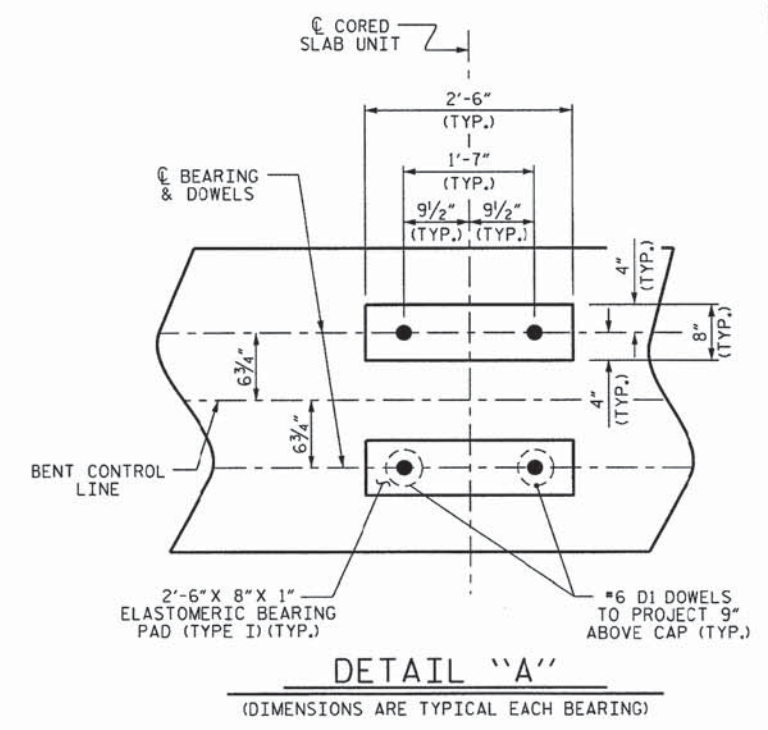 ℄ CORED
SLAB UNIT
2'-6"
(TYP.)
1'-7"
(TYP.)
℄ BEARING
& DOWELS
9½" 9½"
(TYP.) (TYP.)
4"
(TYP.)
8"
(TYP.)
6¾"
4"
(TYP.)
6¾"
BENT CONTROL
LINE
2'-6" X 8" X 1"
ELASTOMERIC BEARING
PAD (TYPE I) (TYP.)
#6 D1 DOWELS
TO PROJECT 9"
ABOVE CAP (TYP.)
DETAIL "A"
(DIMENSIONS ARE TYPICAL EACH BEARING)